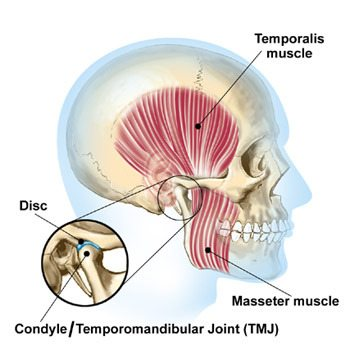 Temporalis
muscle
Disc
Masseter muscle
Condyle/Temporomandibular Joint (TMJ)